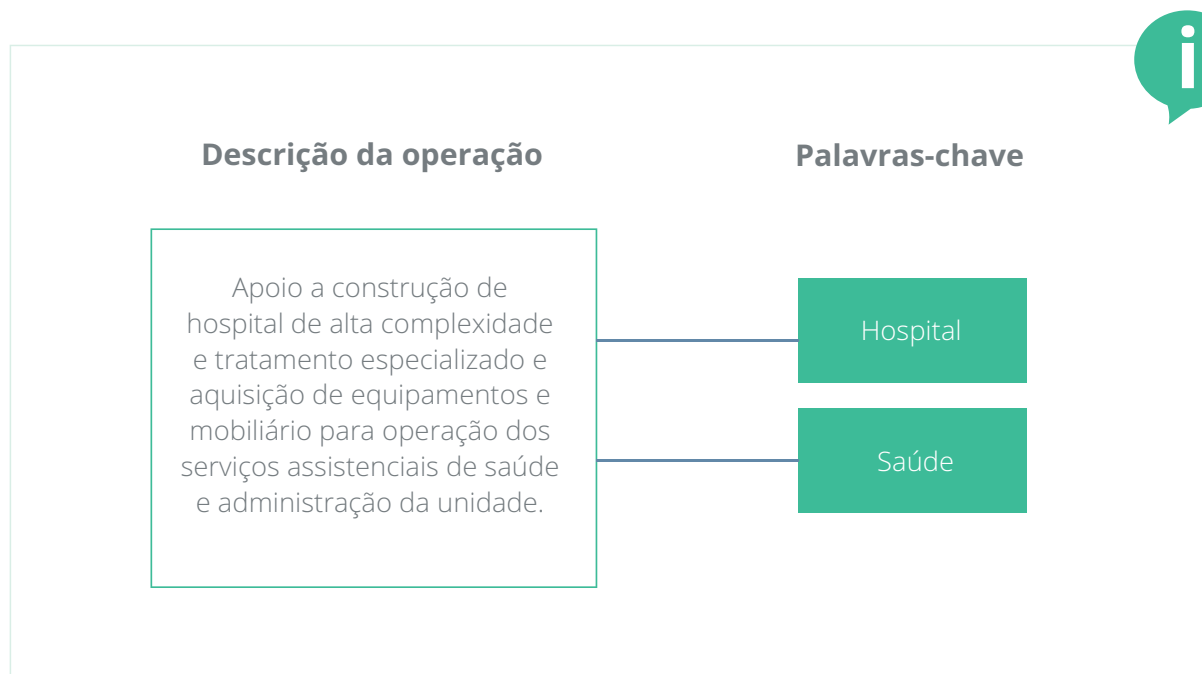 i
Descrição da operação
Palavras-chave
Apoio a construção de
hospital de alta complexidade
e tratamento especializado e
aquisição de equipamentos e
mobiliário para operação dos
serviços assistenciais de saúde
e administração da unidade.
Hospital
Saúde